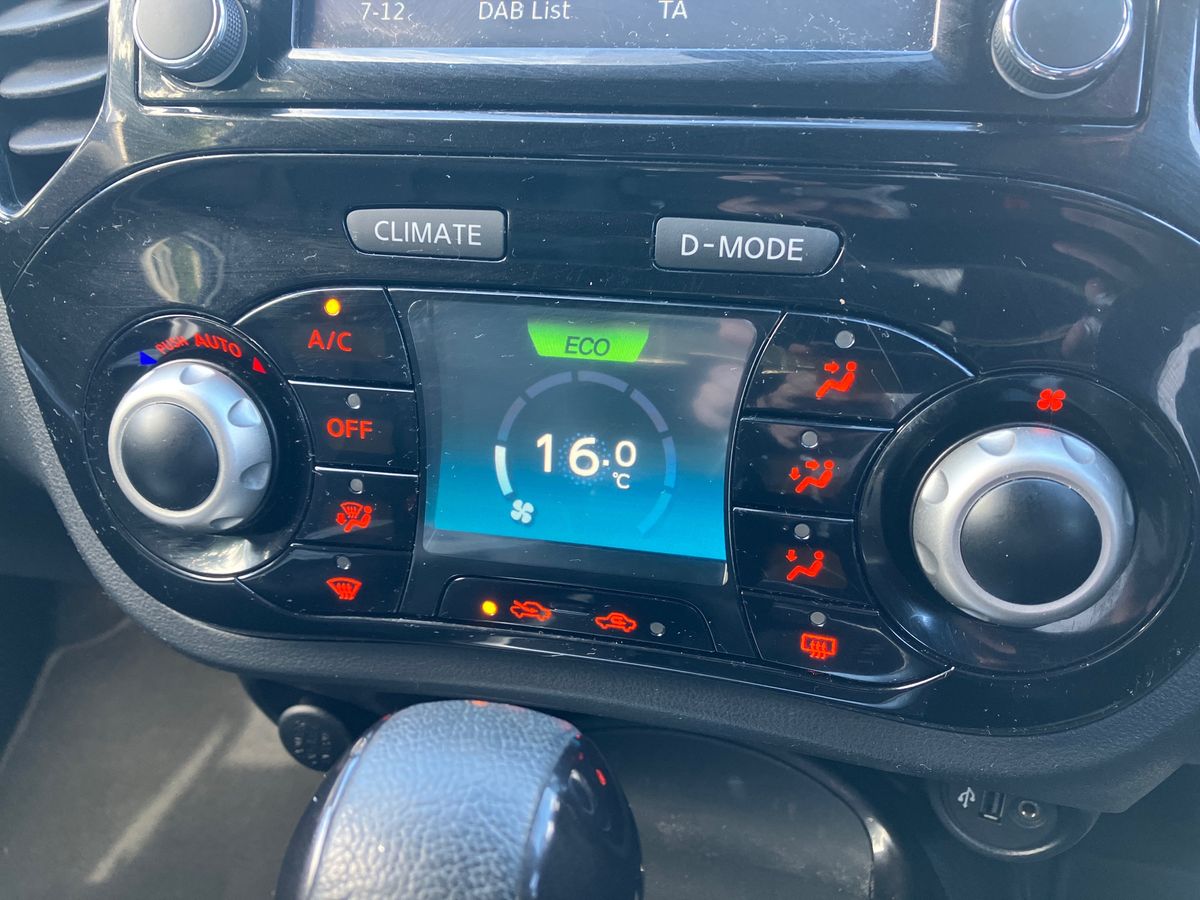 7-12 DAB List TA
CLIMATE D-MODE
PUSH AUTO
A/C
ECO
OFF
16.0
°C